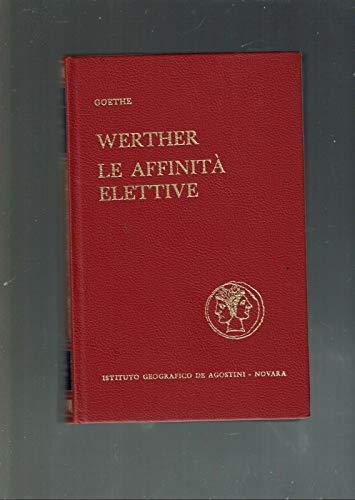 GOETHE
WERTHER
LE AFFINITÀ
ELETTIVE
ISTITUTO GEOGRAFICO DE AGOSTINI - NOVARA